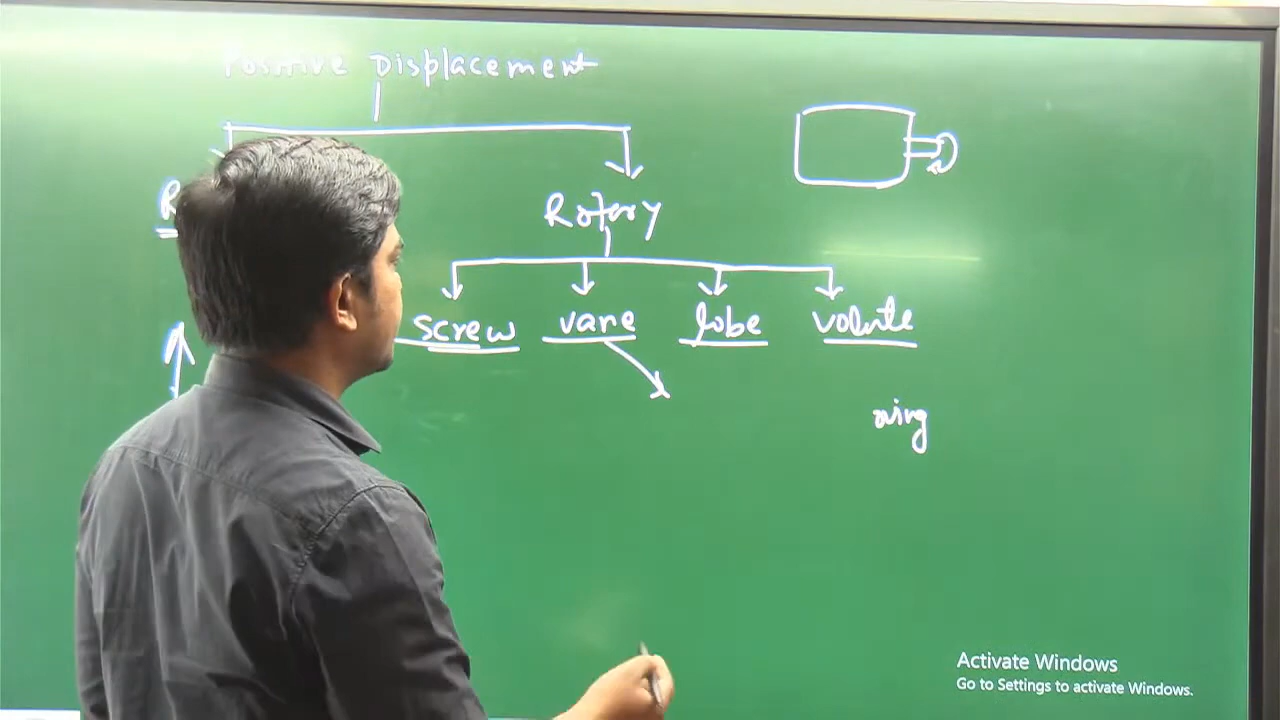 Positive Displacement
R
Rotary
screw vane lobe volute
Activate Windows
Go to Settings to activate Windows.